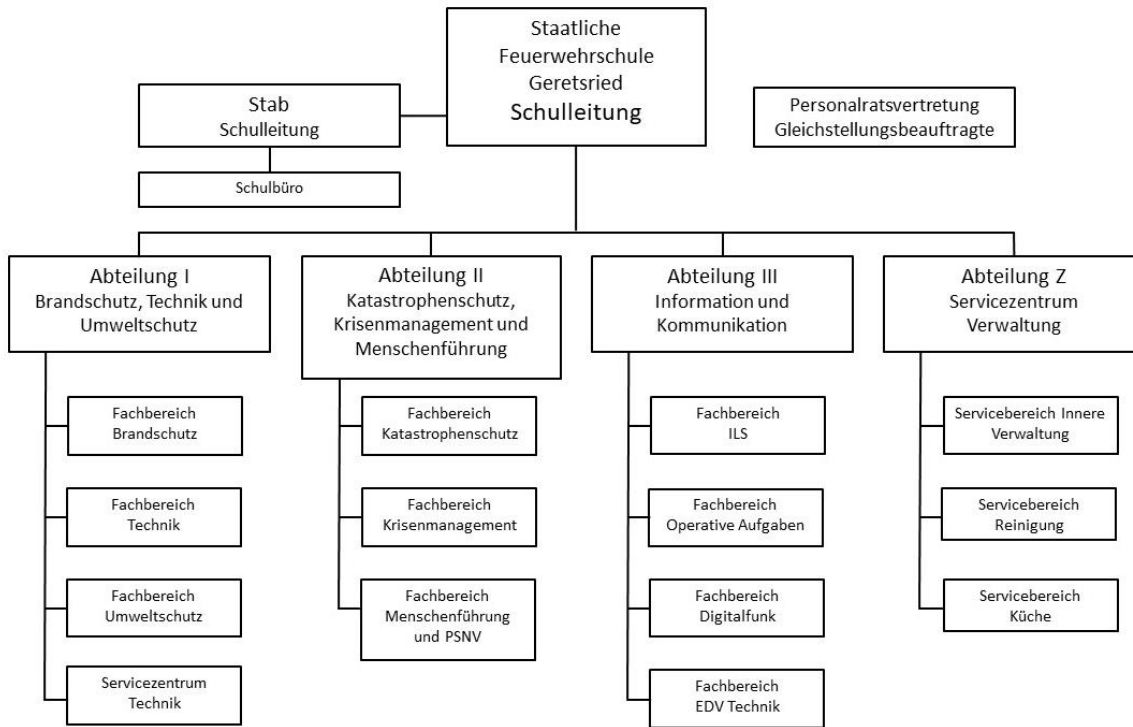 Staatliche
Feuerwehrschule
Geretsried
Schulleitung
Stab
Schulleitung
Personalratsvertretung
Gleichstellungsbeauftragte
Schulbüro
Abteilung I
Brandschutz, Technik und
Umweltschutz
Fachbereich
Brandschutz
Fachbereich
Technik
Fachbereich
Umweltschutz
Servicezentrum
Technik
Abteilung II
Katastrophenschutz,
Krisenmanagement und
Menschenführung
Fachbereich
Katastrophenschutz
Fachbereich
Krisenmanagement
Fachbereich
Menschenführung
und PSNV
Abteilung III
Information und
Kommunikation
Fachbereich
ILS
Fachbereich
Operative Aufgaben
Fachbereich
Digitalfunk
Fachbereich
EDV Technik
Abteilung Z
Servicezentrum
Verwaltung
Servicebereich Innere
Verwaltung
Servicebereich
Reinigung
Servicebereich
Küche